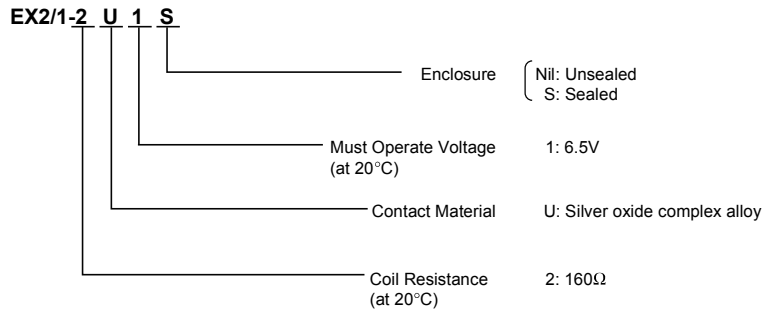 EX2/1-2 U 1 S
Enclosure Nil: Unsealed
S: Sealed
Must Operate Voltage 1: 6.5V
(at 20°C)
Contact Material U: Silver oxide complex alloy
Coil Resistance 2: 160Ω
(at 20°C)